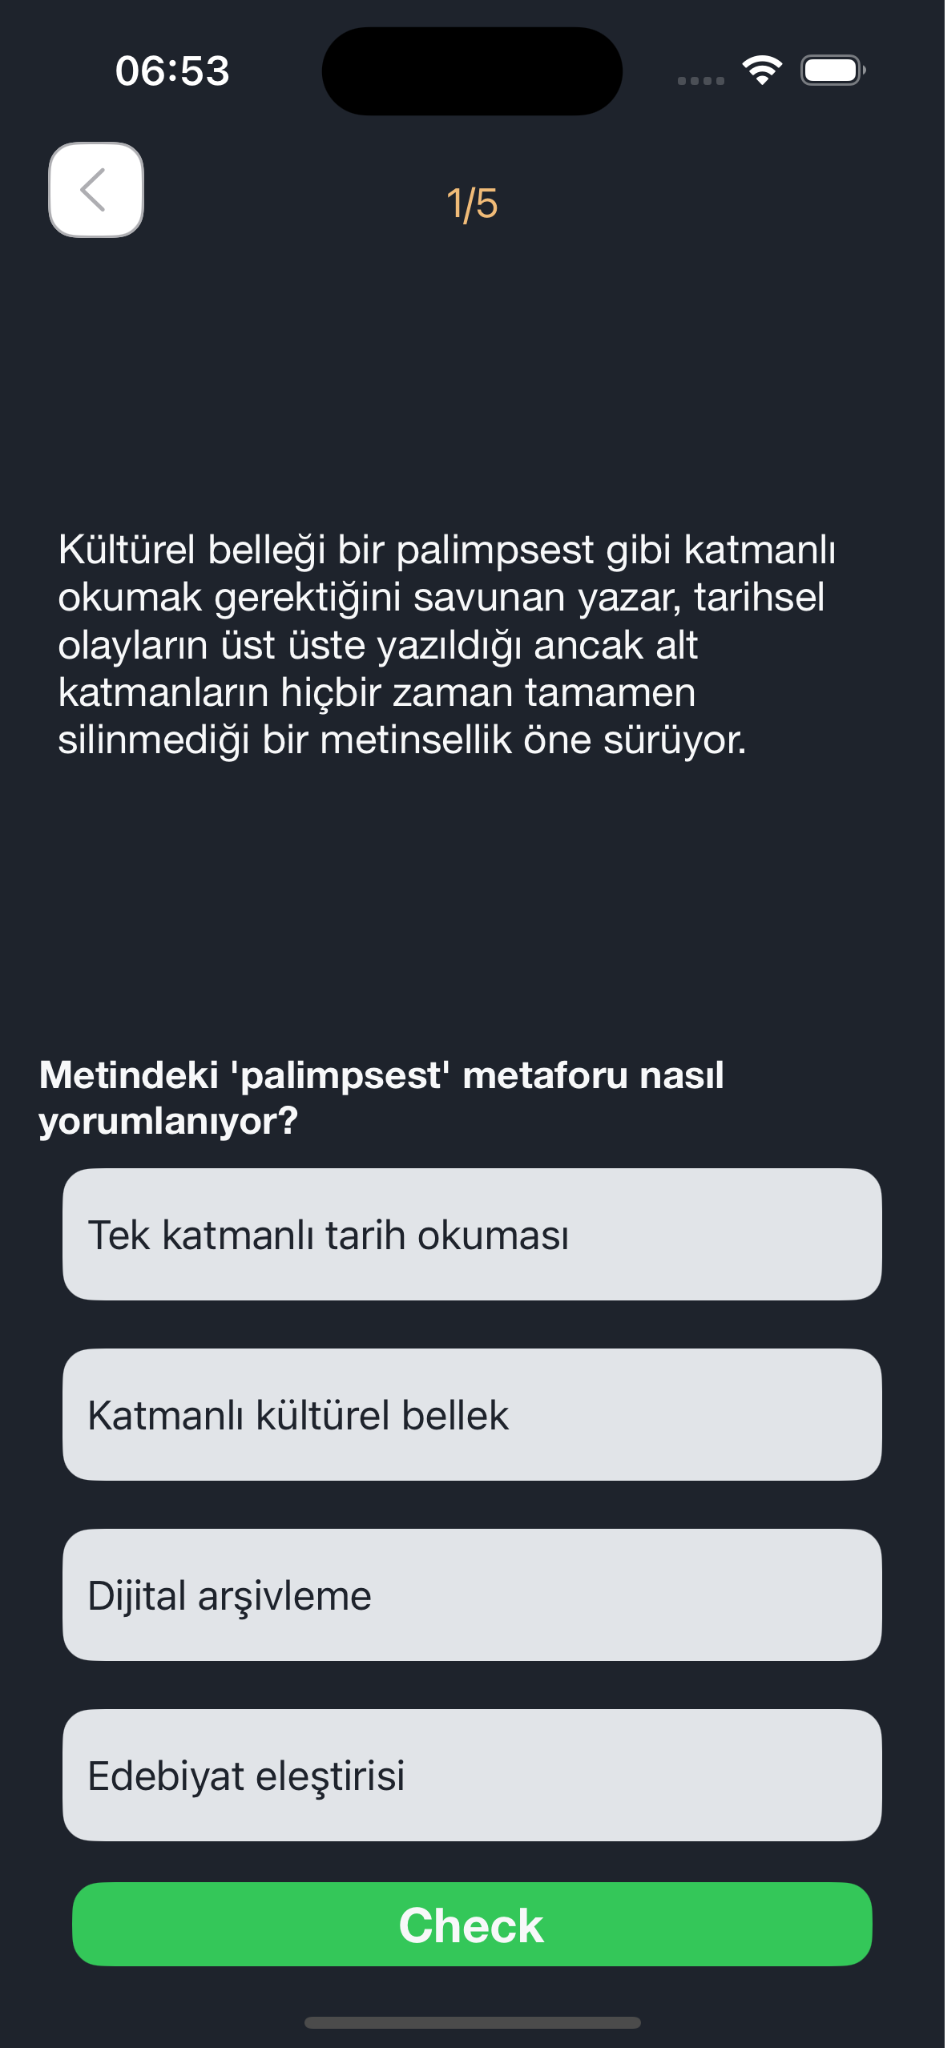 06:53
1/5
Kültürel belleği bir palimpsest gibi katmanlı
okumak gerektiğini savunan yazar, tarihsel
olayların üst üste yazıldığı ancak alt
katmanların hiçbir zaman tamamen
silinmediği bir metinsellik öne sürüyor.
Metindeki 'palimpsest' metaforu nasıl
yorumlanıyor?
Tek katmanlı tarih okuması
Katmanlı kültürel bellek
Dijital arşivleme
Edebiyat eleştirisi
Check